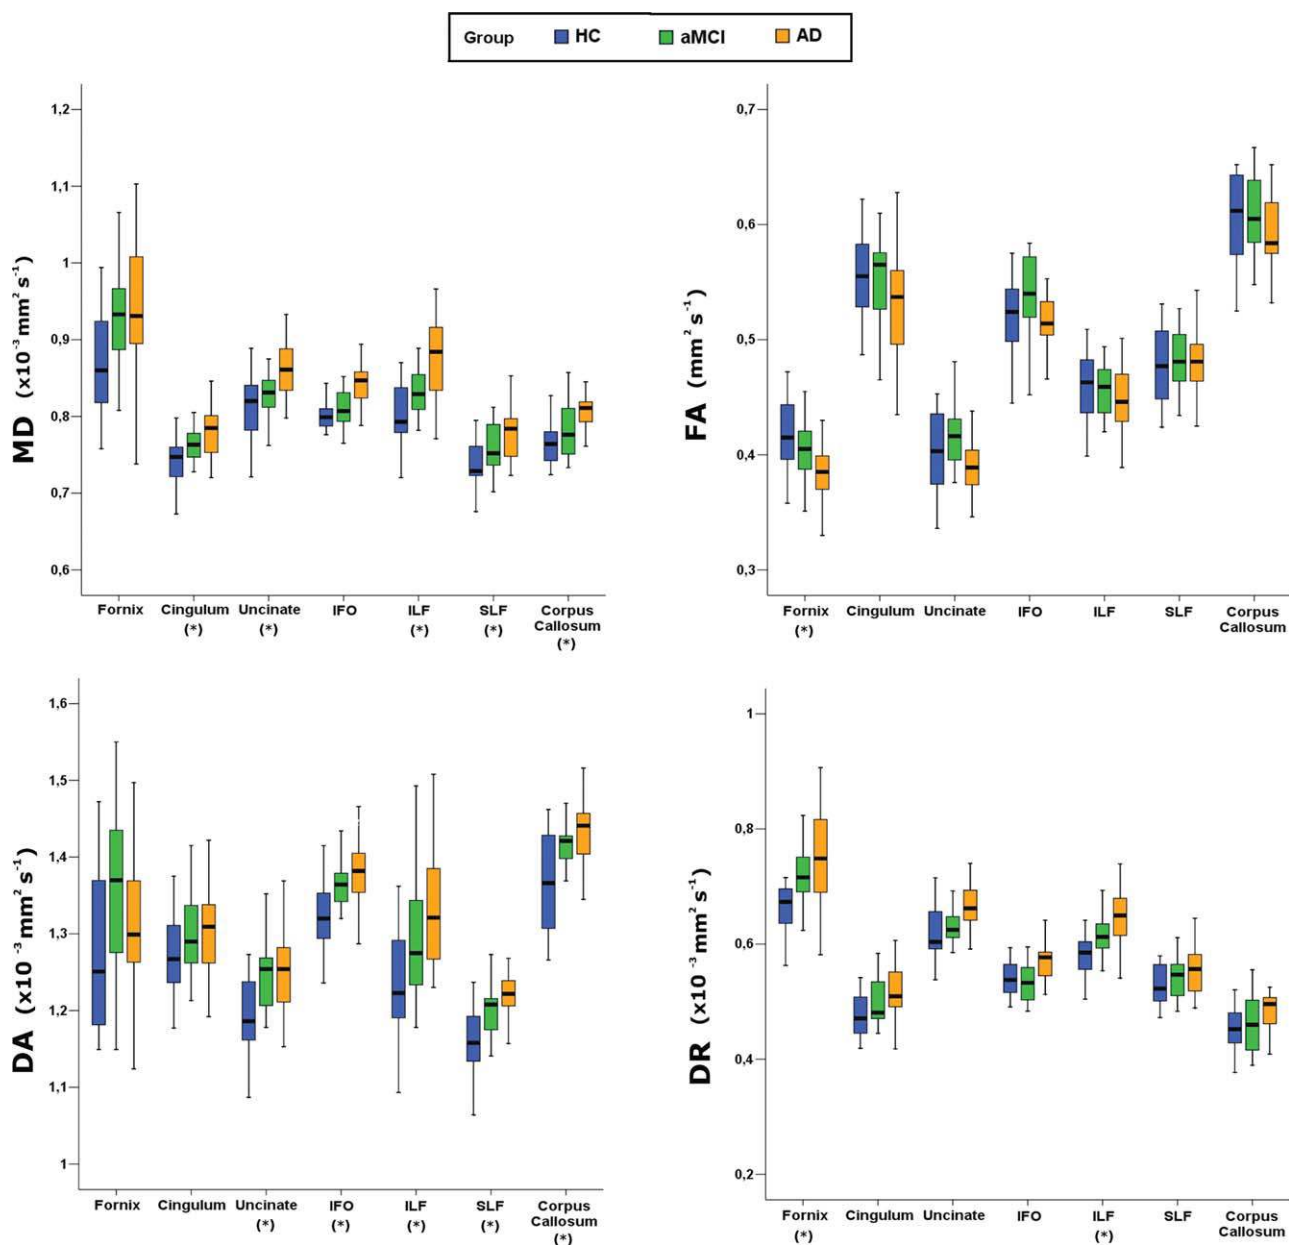 Group HC aMCI AD
MD (x10⁻³ mm² s⁻¹)
1,2
1,1
1
0,9
0,8
0,7
0,6
Fornix Cingulum Uncinate IFO ILF SLF Corpus
(*) (*) (*) (*) Callosum
(*)
FA (mm² s⁻¹)
0,7
0,6
0,5
0,4
0,3
Fornix Cingulum Uncinate IFO ILF SLF Corpus
(*) Callosum
DA (x10⁻³ mm² s⁻¹)
1,6
1,5
1,4
1,3
1,2
1,1
1
Fornix Cingulum Uncinate IFO ILF SLF Corpus
(*) (*) (*) (*) Callosum
(*)
DR (x10⁻³ mm² s⁻¹)
1
0,8
0,6
0,4
0,2
Fornix Cingulum Uncinate IFO ILF SLF Corpus
(*) (*) Callosum